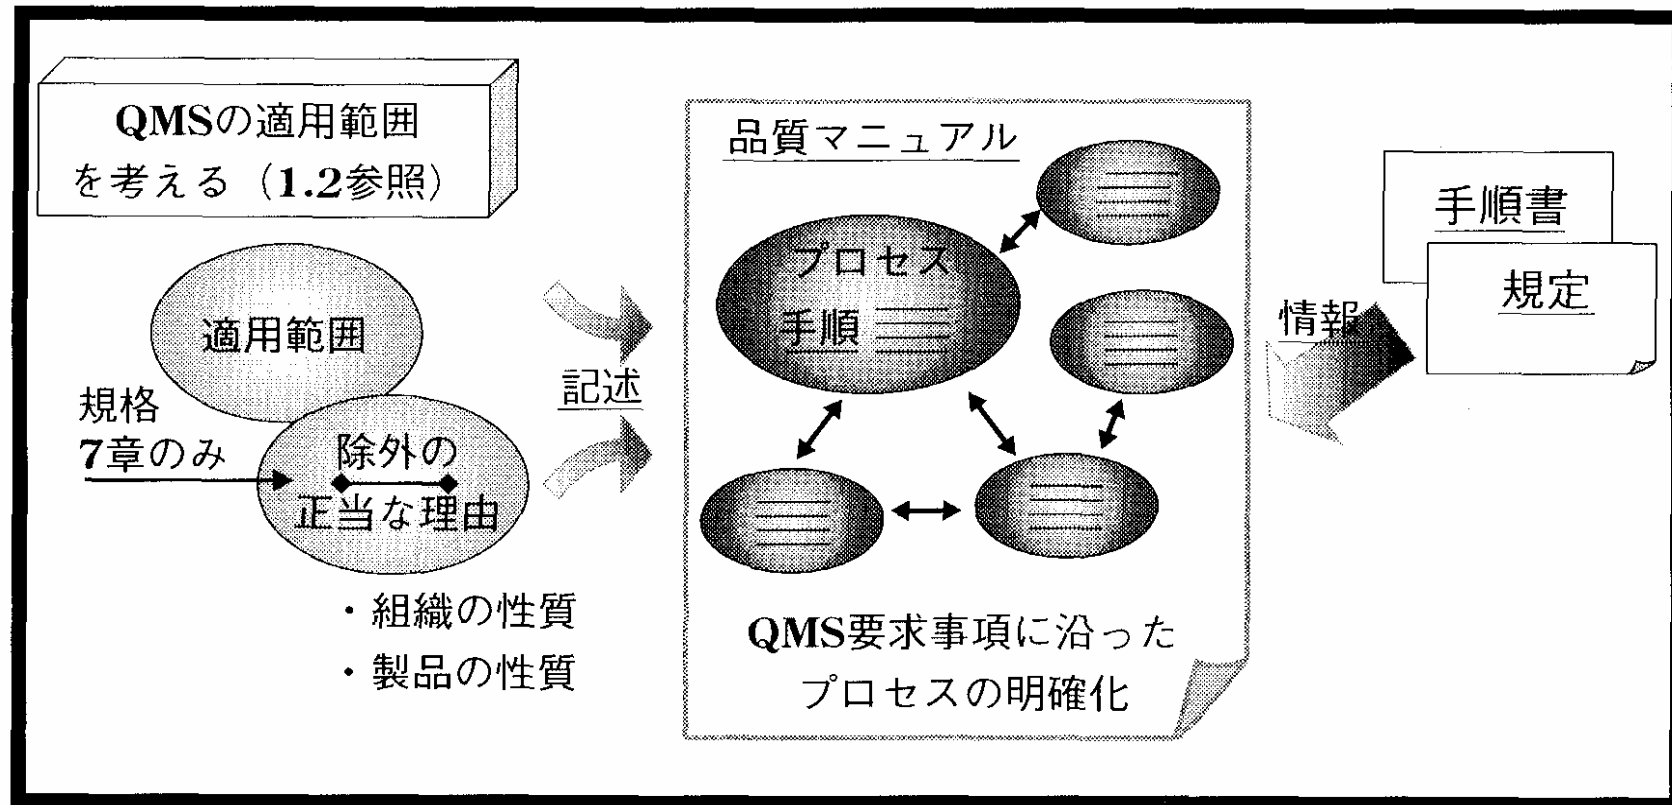 QMSの適用範囲
を考える（1.2参照）
適用範囲
規格
7章のみ
除外の
正当な理由
・組織の性質
・製品の性質
記述
品質マニュアル
プロセス
手順
QMS要求事項に沿った
プロセスの明確化
情報
手順書
規定